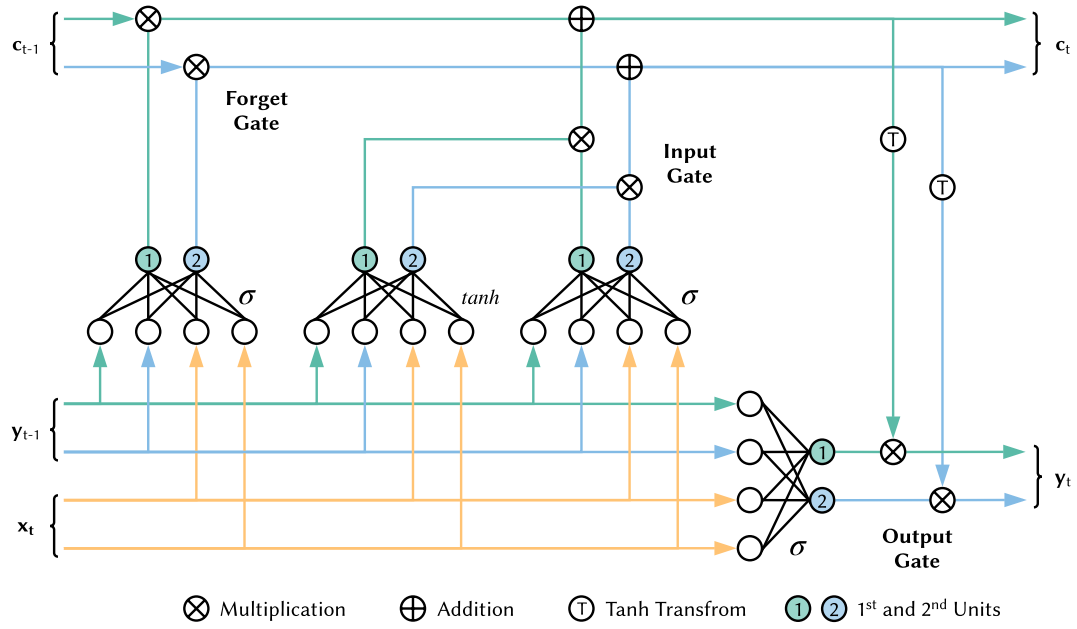 c_t-1
c_t
Forget
Gate
Input
Gate
T
T
1
2
1
2
1
2
σ
tanh
σ
y_t-1
1
2
y_t
x_t
σ
Output
Gate
Multiplication
Addition
T Tanh Transfrom
1 2 1st and 2nd Units